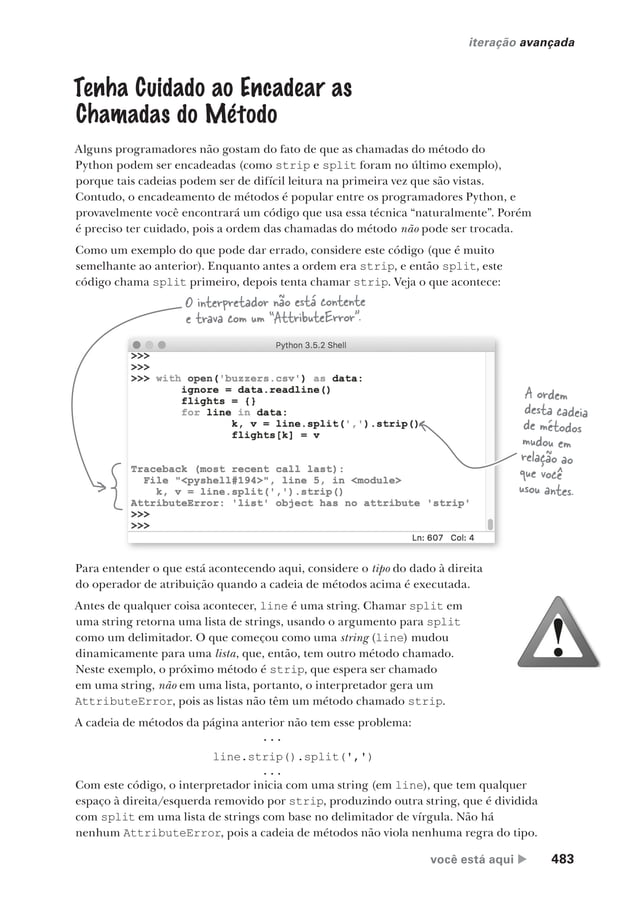 iteração avançada
Tenha Cuidado ao Encadear as
Chamadas do Método
Alguns programadores não gostam do fato de que as chamadas do método do
Python podem ser encadeadas (como strip e split foram no último exemplo),
porque tais cadeias podem ser de difícil leitura na primeira vez que são vistas.
Contudo, o encadeamento de métodos é popular entre os programadores Python, e
provavelmente você encontrará um código que usa essa técnica “naturalmente”. Porém
é preciso ter cuidado, pois a ordem das chamadas do método não pode ser trocada.
Como um exemplo do que pode dar errado, considere este código (que é muito
semelhante ao anterior). Enquanto antes a ordem era strip, e então split, este
código chama split primeiro, depois tenta chamar strip. Veja o que acontece:
O interpretador não está contente
e trava com um “AttributeError”.
Python 3.5.2 Shell
>>>
>>>
>>> with open('buzzers.csv') as data:
ignore = data.readline()
flights = {}
for line in data:
k, v = line.split(',').strip()
flights[k] = v
Traceback (most recent call last):
File "<pyshell#194>", line 5, in <module>
k, v = line.split(',').strip()
AttributeError: 'list' object has no attribute 'strip'
>>>
>>>
Ln: 607 Col: 4
A ordem
desta cadeia
de métodos
mudou em
relação ao
que você
usou antes.
Para entender o que está acontecendo aqui, considere o tipo do dado à direita
do operador de atribuição quando a cadeia de métodos acima é executada.
Antes de qualquer coisa acontecer, line é uma string. Chamar split em
uma string retorna uma lista de strings, usando o argumento para split
como um delimitador. O que começou como uma string (line) mudou
dinamicamente para uma lista, que, então, tem outro método chamado.
Neste exemplo, o próximo método é strip, que espera ser chamado
em uma string, não em uma lista, portanto, o interpretador gera um
AttributeError, pois as listas não têm um método chamado strip.
A cadeia de métodos da página anterior não tem esse problema:
...
line.strip().split(',')
...
Com este código, o interpretador inicia com uma string (em line), que tem qualquer
espaço à direita/esquerda removido por strip, produzindo outra string, que é dividida
com split em uma lista de strings com base no delimitador de vírgula. Não há
nenhum AttributeError, pois a cadeia de métodos não viola nenhuma regra do tipo.
você está aqui ▶ 483